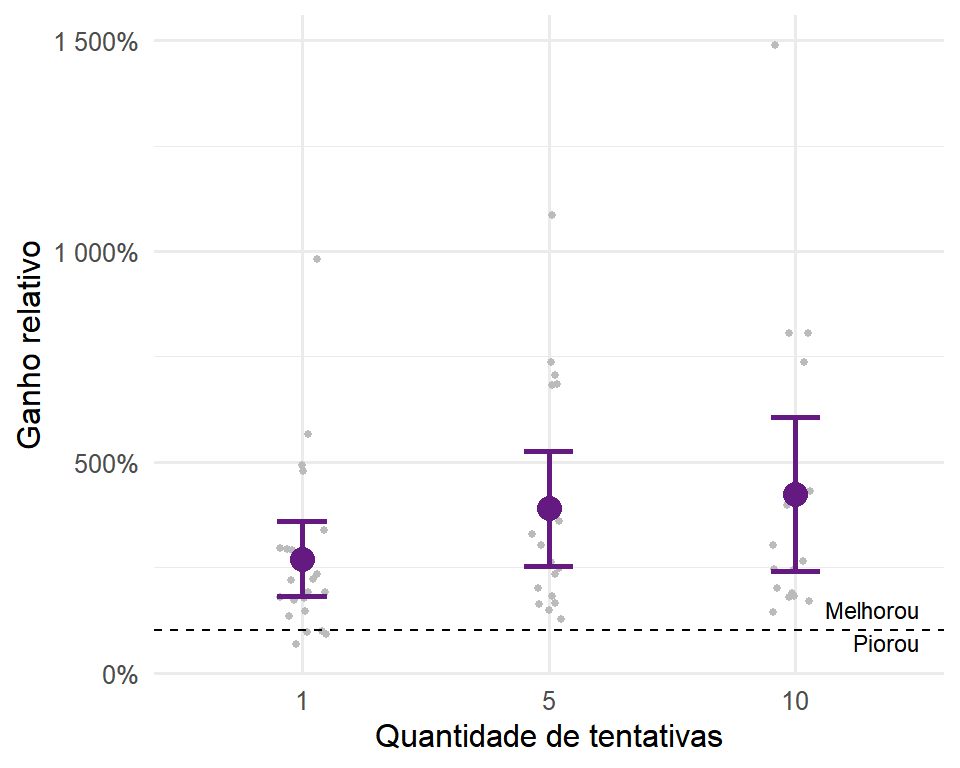 1 500%
1 000%
500%
0%
Ganho relativo
Melhorou
Piorou
1 5 10
Quantidade de tentativas